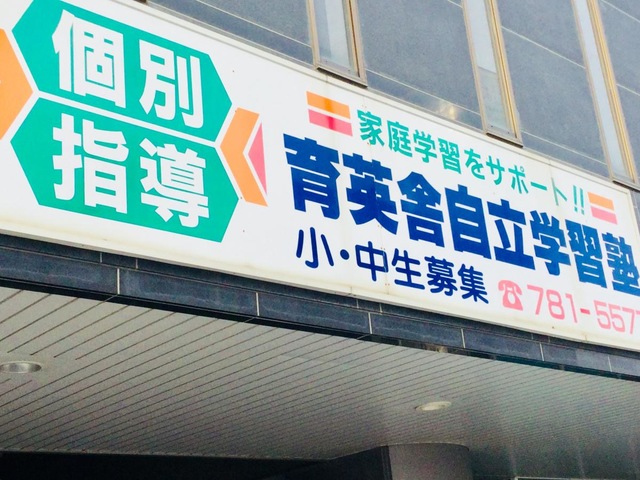 個別
指導
家庭学習をサポート!!
育英舎自立学習塾
小・中生募集 ☎781-5577